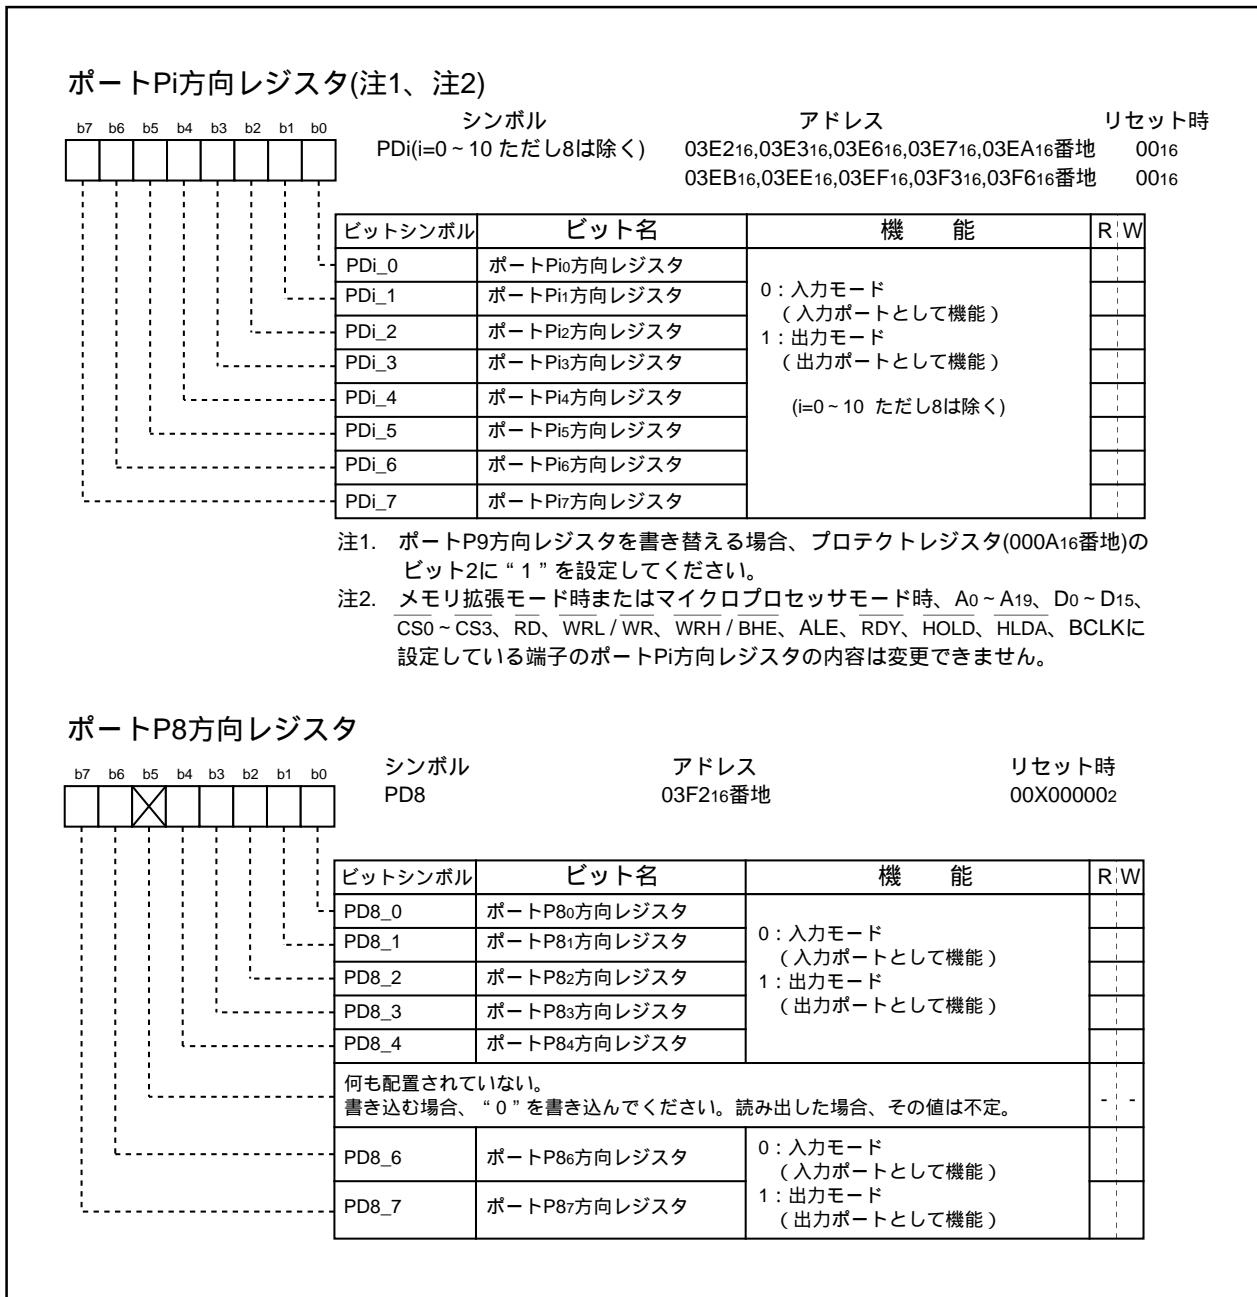 ポートPi方向レジスタ(注1、注2)
b7 b6 b5 b4 b3 b2 b1 b0
シンボル アドレス リセット時
PDi(i=0~10 ただし8は除く) 03E216,03E316,03E616,03E716,03EA16番地 0016
03EB16,03EE16,03EF16,03F316,03F616番地 0016
ビットシンボル ビット名 機 能 R W
PDi_0 ポートPi0方向レジスタ
PDi_1 ポートPi1方向レジスタ
PDi_2 ポートPi2方向レジスタ
PDi_3 ポートPi3方向レジスタ
PDi_4 ポートPi4方向レジスタ
PDi_5 ポートPi5方向レジスタ
PDi_6 ポートPi6方向レジスタ
PDi_7 ポートPi7方向レジスタ
0:入力モード
(入力ポートとして機能)
1:出力モード
(出力ポートとして機能)
(i=0~10 ただし8は除く)
注1. ポートP9方向レジスタを書き替える場合、プロテクトレジスタ(000A16番地)の
ビット2に“1”を設定してください。
注2. メモリ拡張モード時またはマイクロプロセッサモード時、A0~A19、D0~D15、
CS0~CS3、RD、WRL/WR、WRH/BHE、ALE、RDY、HOLD、HLDA、BCLKに
設定している端子のポートPi方向レジスタの内容は変更できません。
ポートP8方向レジスタ
b7 b6 b5 b4 b3 b2 b1 b0
シンボル アドレス リセット時
PD8 03F216番地 00X000002
ビットシンボル ビット名 機 能 R W
PD8_0 ポートP80方向レジスタ
PD8_1 ポートP81方向レジスタ
PD8_2 ポートP82方向レジスタ
PD8_3 ポートP83方向レジスタ
PD8_4 ポートP84方向レジスタ
0:入力モード
(入力ポートとして機能)
1:出力モード
(出力ポートとして機能)
何も配置されていない。
書き込む場合、“0”を書き込んでください。読み出した場合、その値は不定。 - -
PD8_6 ポートP86方向レジスタ
PD8_7 ポートP87方向レジスタ
0:入力モード
(入力ポートとして機能)
1:出力モード
(出力ポートとして機能)